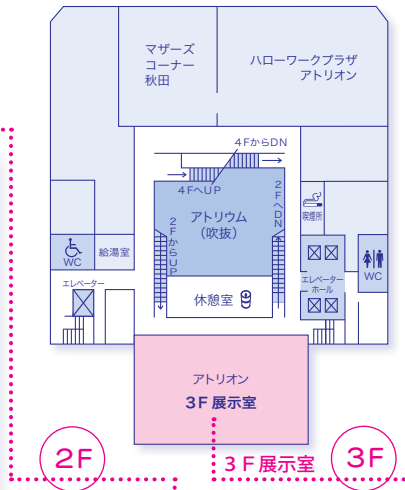 マザーズ
コーナー
秋田
ハローワークプラザ
アトリオン
4FからDN
4FへUP
2FへDN
2FからUP
アトリウム
(吹抜)
喫煙所
WC
給湯室
WC
エレベーター
エレベーター
ホール
休憩室
アトリオン
3F展示室
2F
3F展示室
3F